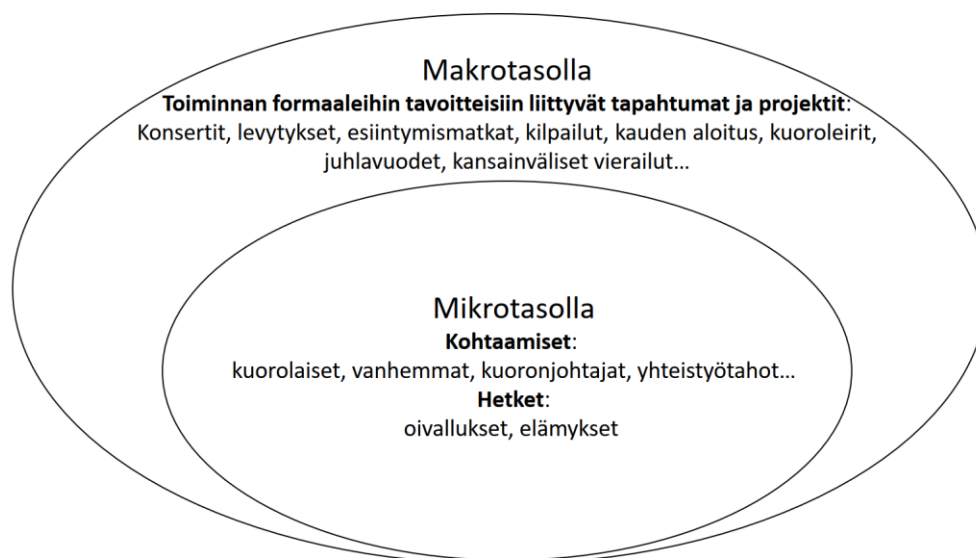 Makrotasolla
Toiminnan formaaleihin tavoitteisiin liittyvät tapahtumat ja projektit:
Konsertit, levytykset, esiintymismatkat, kilpailut, kauden aloitus, kuoroleirit,
juhlavuodet, kansainväliset vierailut...
Mikrotasolla
Kohtaamiset:
kuorolaiset, vanhemmat, kuoronjohtajat, yhteistyötahot...
Hetket:
oivallukset, elämykset